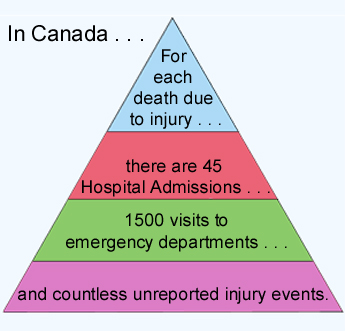 In Canada . . .
For
each
death due
to injury . . .
there are 45
Hospital Admissions . . .
1500 visits to
emergency departments . . .
and countless unreported injury events.